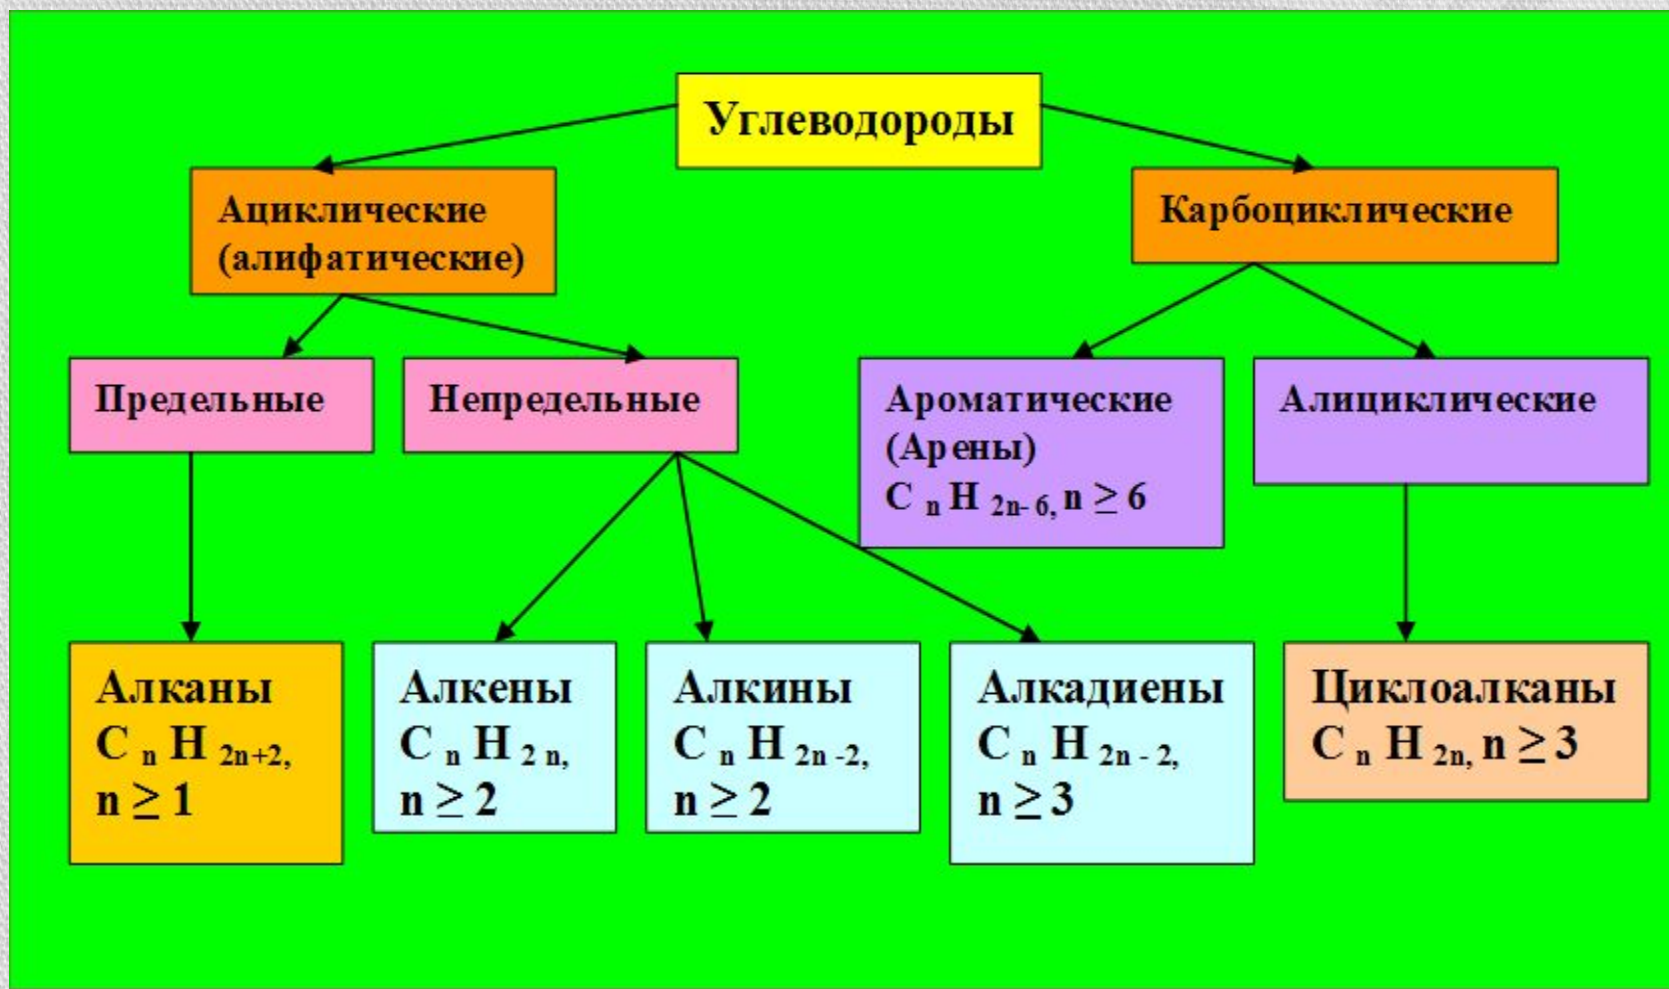 Углеводороды
Ациклические
(алифатические)
Карбоциклические
Предельные
Непредельные
Ароматические
(Арены)
C n H 2n- 6, n ≥ 6
Алициклические
Алканы
C n H 2n+2,
n ≥ 1
Алкены
C n H 2 n,
n ≥ 2
Алкины
C n H 2n -2,
n ≥ 2
Алкадиены
C n H 2n - 2,
n ≥ 3
Циклоалканы
C n H 2n, n ≥ 3